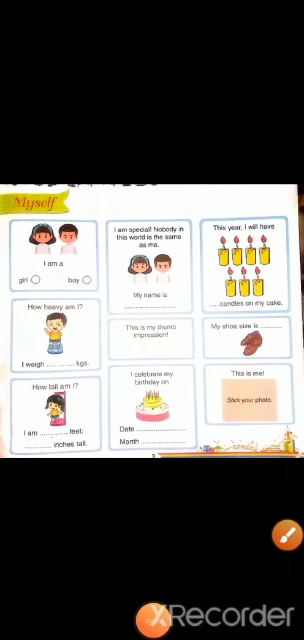 Myself
I am a
girl
boy
I am special! Nobody in
this world is the same
as me.
My name is
....................
This year, I will have
..... candles on my cake.
How heavy am I?
I weigh ............ kgs.
This is my thumb
impression!
My shoe size is ..........
How tall am I?
I am ............ feet,
............. inches tall.
I celebrate my
birthday on
Date ....................
Month ..................
This is me!
Stick your photo.
3
XRecorder